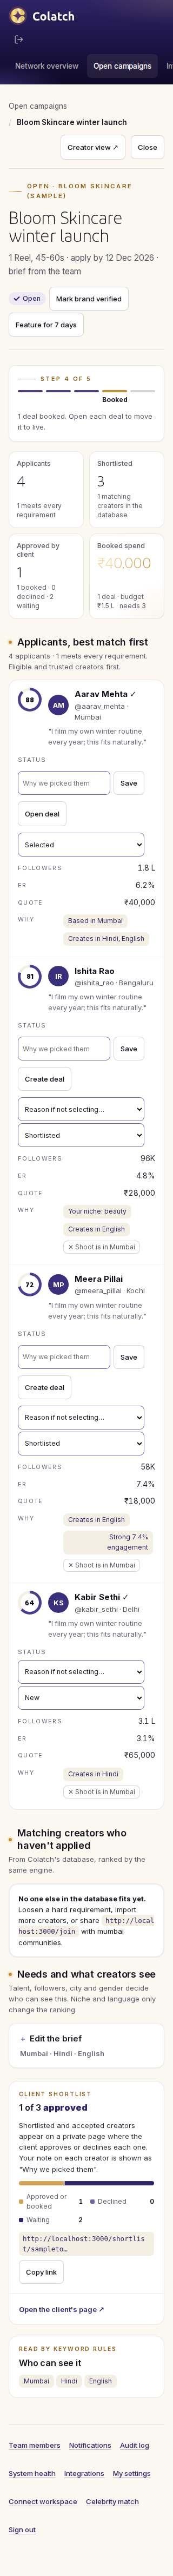 Colatch
Network overview
Open campaigns
Open campaigns
/ Bloom Skincare winter launch
Creator view ↗
Close
OPEN · BLOOM SKINCARE
(SAMPLE)
Bloom Skincare
winter launch
1 Reel, 45-60s · apply by 12 Dec 2026 ·
brief from the team
✓ Open
Mark brand verified
Feature for 7 days
STEP 4 OF 5
Booked
1 deal booked. Open each deal to move
it to live.
Applicants
4
1 meets every
requirement
Shortlisted
3
1 matching
creators in the
database
Approved by
client
1
1 booked · 0
declined · 2
waiting
Booked spend
₹40,000
1 deal · budget
₹1.5 L · needs 3
Applicants, best match first
4 applicants · 1 meets every requirement.
Eligible and trusted creators first.
88
AM
Aarav Mehta ✓
@aarav_mehta ·
Mumbai
"I film my own winter routine
every year; this fits naturally."
STATUS
Why we picked them
Save
Open deal
Selected
FOLLOWERS
1.8 L
ER
6.2%
QUOTE
₹40,000
WHY
Based in Mumbai
Creates in Hindi, English
81
IR
Ishita Rao
@ishita_rao · Bengaluru
"I film my own winter routine
every year; this fits naturally."
STATUS
Why we picked them
Save
Create deal
Reason if not selecting…
Shortlisted
FOLLOWERS
96K
ER
4.8%
QUOTE
₹28,000
WHY
Your niche: beauty
Creates in English
✕ Shoot is in Mumbai
72
MP
Meera Pillai
@meera_pillai · Kochi
"I film my own winter routine
every year; this fits naturally."
STATUS
Why we picked them
Save
Create deal
Reason if not selecting…
Shortlisted
FOLLOWERS
58K
ER
7.4%
QUOTE
₹18,000
WHY
Creates in English
Strong 7.4%
engagement
✕ Shoot is in Mumbai
64
KS
Kabir Sethi ✓
@kabir_sethi · Delhi
"I film my own winter routine
every year; this fits naturally."
STATUS
Reason if not selecting…
New
FOLLOWERS
3.1 L
ER
3.1%
QUOTE
₹65,000
WHY
Creates in Hindi
✕ Shoot is in Mumbai
Matching creators who
haven't applied
From Colatch's database, ranked by the
same engine.
No one else in the database fits yet.
Loosen a hard requirement, import
more creators, or share http://local
host:3000/join with mumbai
communities.
Needs and what creators see
Talent, followers, city and gender decide
who can see this. Niche and language only
change the ranking.
+ Edit the brief
Mumbai · Hindi · English
CLIENT SHORTLIST
1 of 3 approved
Shortlisted and accepted creators
appear on a private page where the
client approves or declines each one.
Your note on each creator is shown as
"Why we picked them".
Approved or
booked
1
Declined
0
Waiting
2
http://localhost:3000/shortlis
t/sampleto…
Copy link
Open the client's page ↗
READ BY KEYWORD RULES
Who can see it
Mumbai
Hindi
English
Team members
Notifications
Audit log
System health
Integrations
My settings
Connect workspace
Celebrity match
Sign out